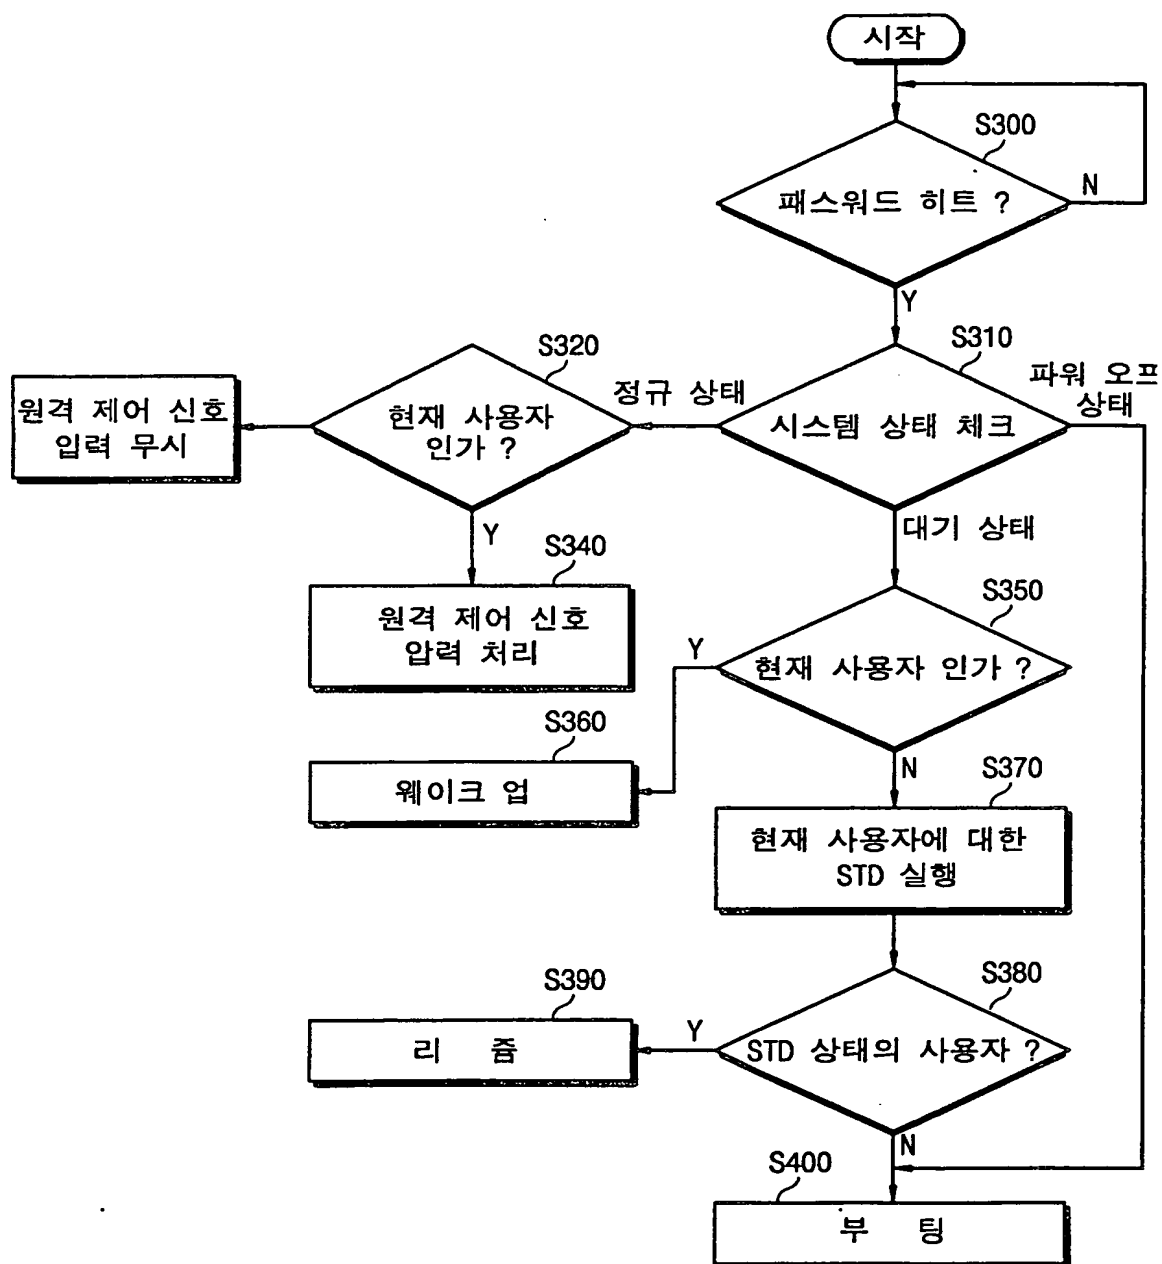 시작
S300
패스워드 히트 ?
N
Y
S310
시스템 상태 체크
정규 상태
파워 오프
상태
대기 상태
S320
현재 사용자
인가 ?
원격 제어 신호
입력 무시
Y
S340
원격 제어 신호
압력 처리
S350
현재 사용자 인가 ?
Y
N
S360
웨이크 업
S370
현재 사용자에 대한
STD 실행
S380
STD 상태의 사용자 ?
Y
N
S390
리 쥼
S400
부 팅